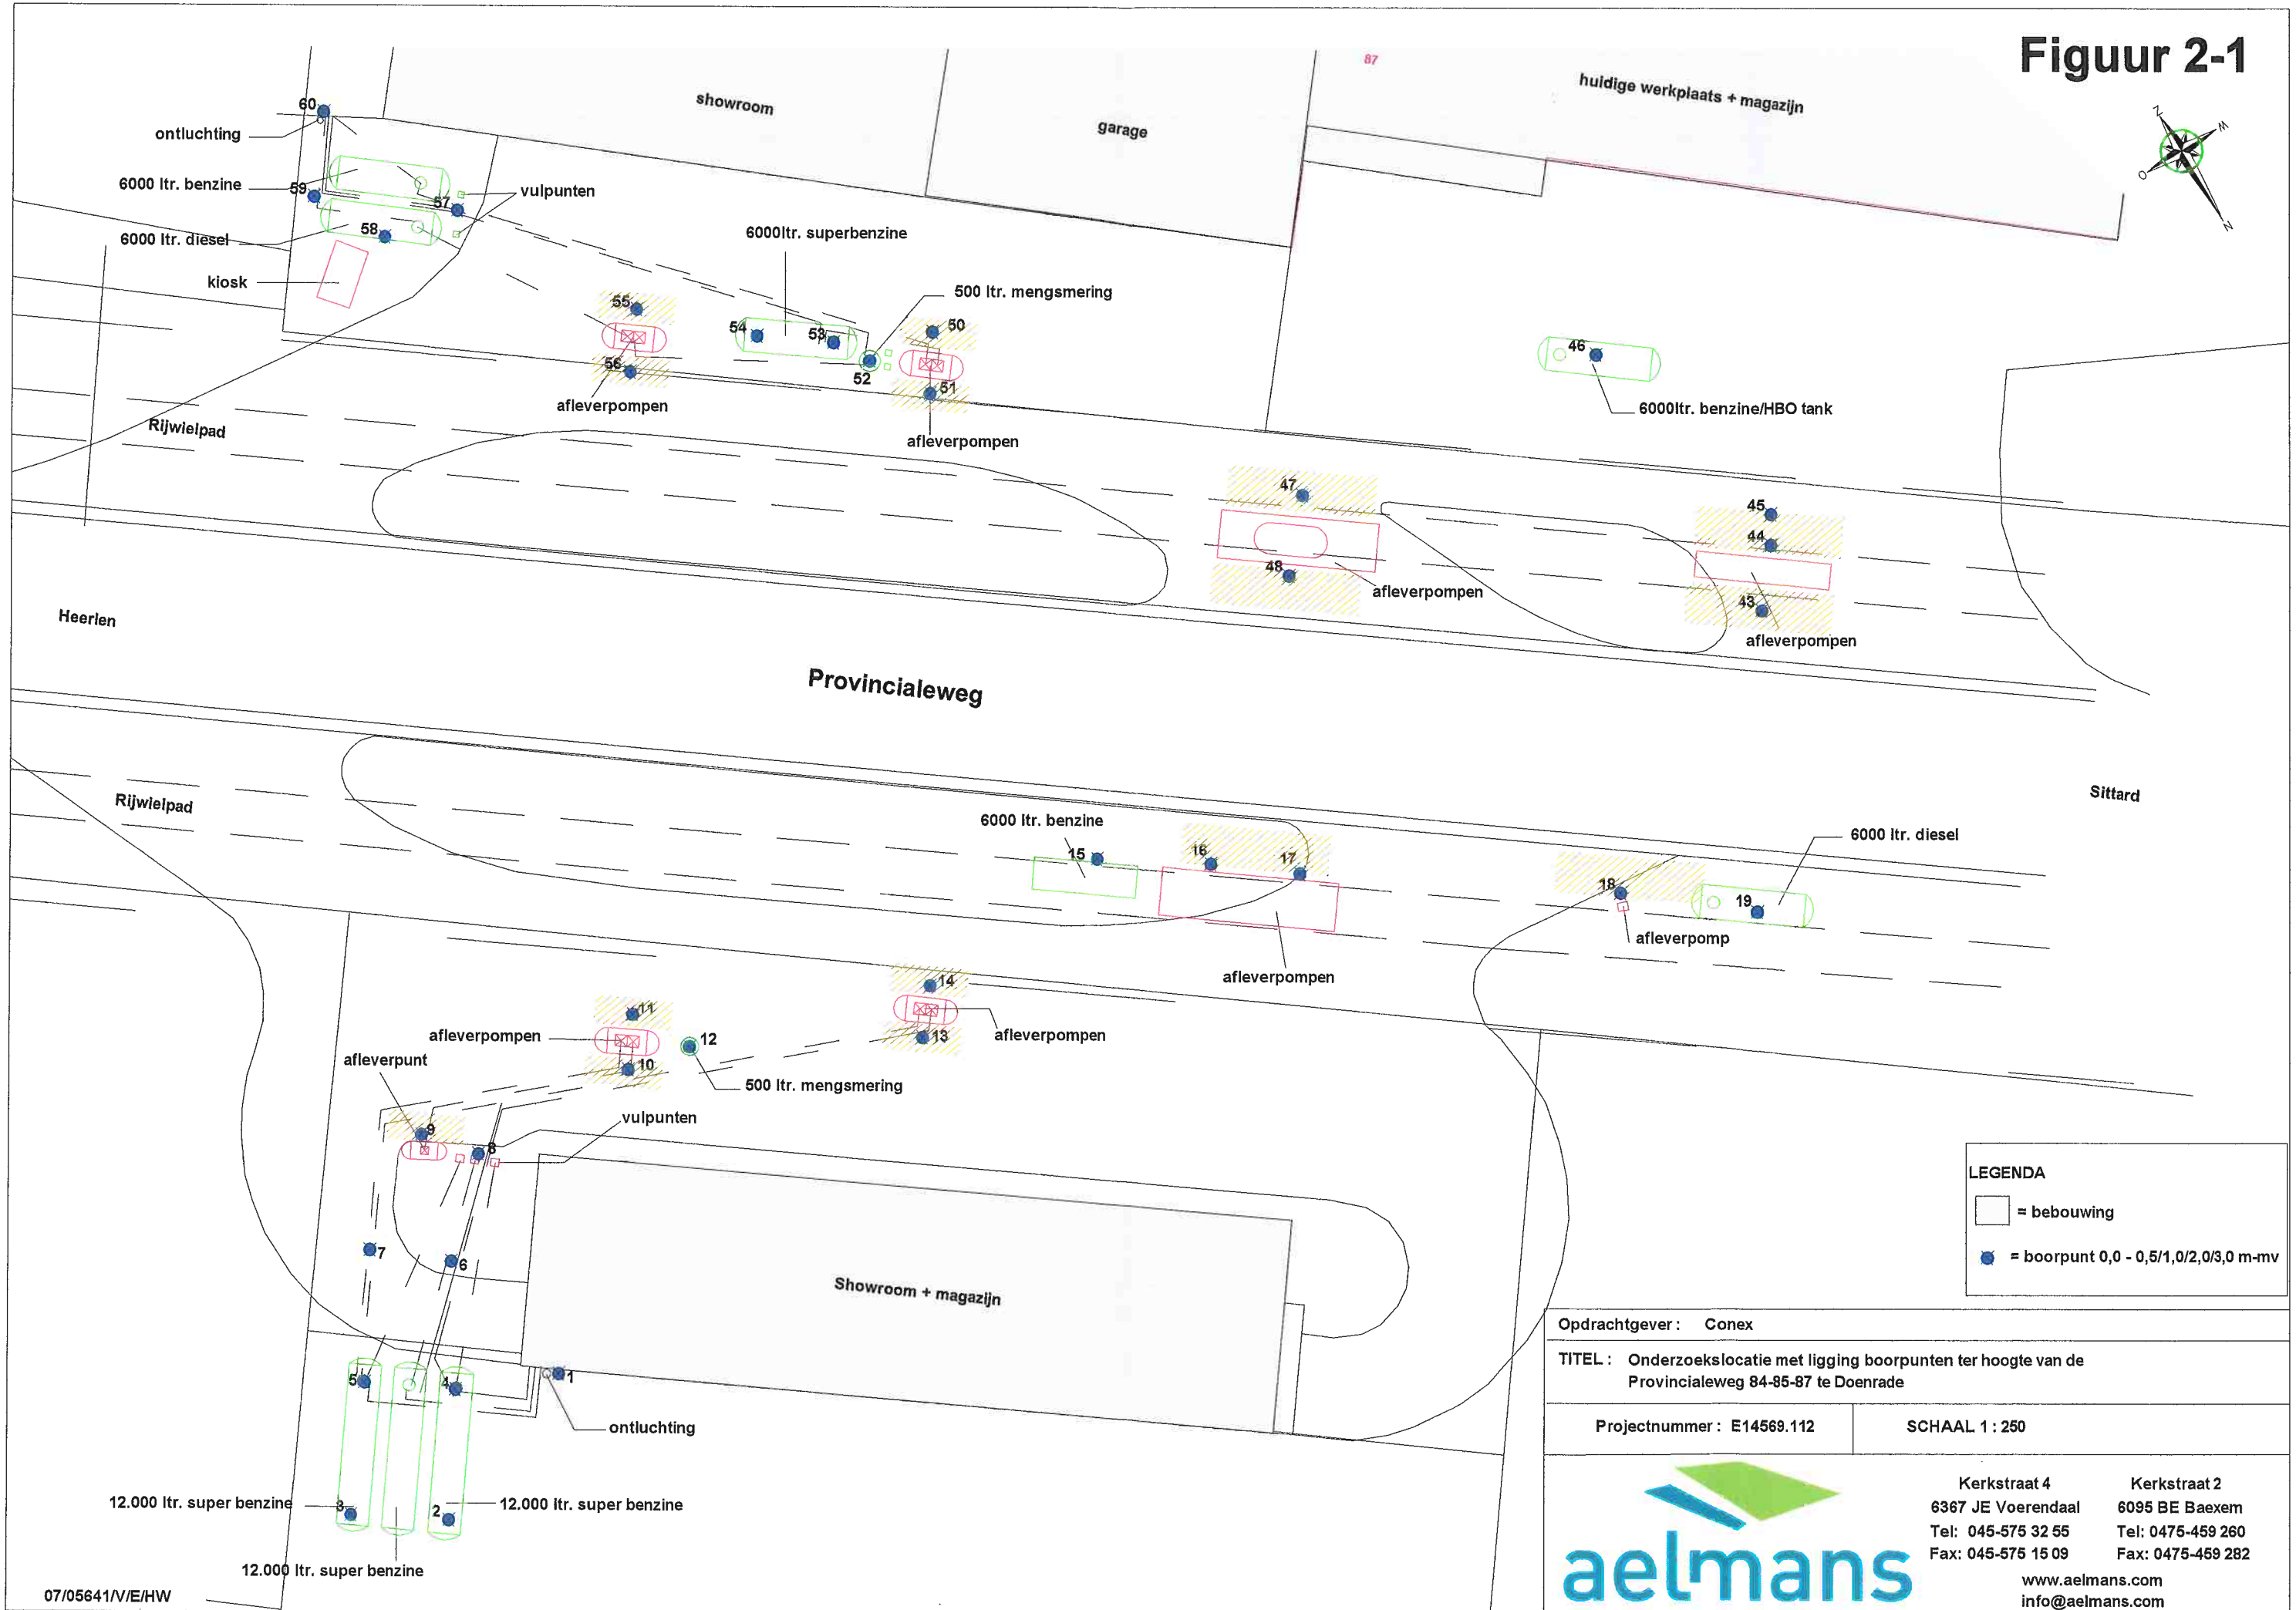 Figuur 2-1
87
huidige werkplaats + magazijn
showroom
garage
Z
W
O
N
60
ontluchting
6000 ltr. benzine
59
57
vulpunten
6000 ltr. diesel
58
kiosk
6000ltr. superbenzine
500 ltr. mengsmering
55
54
53
50
56
52
51
afleverpompen
afleverpompen
46
6000ltr. benzine/HBO tank
Rijwielpad
47
48
afleverpompen
45
44
43
afleverpompen
Heerlen
Provincialeweg
Sittard
Rijwielpad
6000 ltr. benzine
15
16
17
afleverpompen
6000 ltr. diesel
18
19
afleverpomp
14
13
afleverpompen
11
afleverpompen
12
10
500 ltr. mengsmering
afleverpunt
9
8
vulpunten
7
6
Showroom + magazijn
5
4
1
ontluchting
12.000 ltr. super benzine
3
2
12.000 ltr. super benzine
12.000 ltr. super benzine
07/05641/V/E/HW
LEGENDA
= bebouwing
= boorpunt 0,0 - 0,5/1,0/2,0/3,0 m-mv
Opdrachtgever : Conex
TITEL : Onderzoekslocatie met ligging boorpunten ter hoogte van de
Provincialeweg 84-85-87 te Doenrade
Projectnummer : E14569.112
SCHAAL 1 : 250
aelmans
Kerkstraat 4
6367 JE Voerendaal
Tel: 045-575 32 55
Fax: 045-575 15 09
Kerkstraat 2
6095 BE Baexem
Tel: 0475-459 260
Fax: 0475-459 282
www.aelmans.com
info@aelmans.com